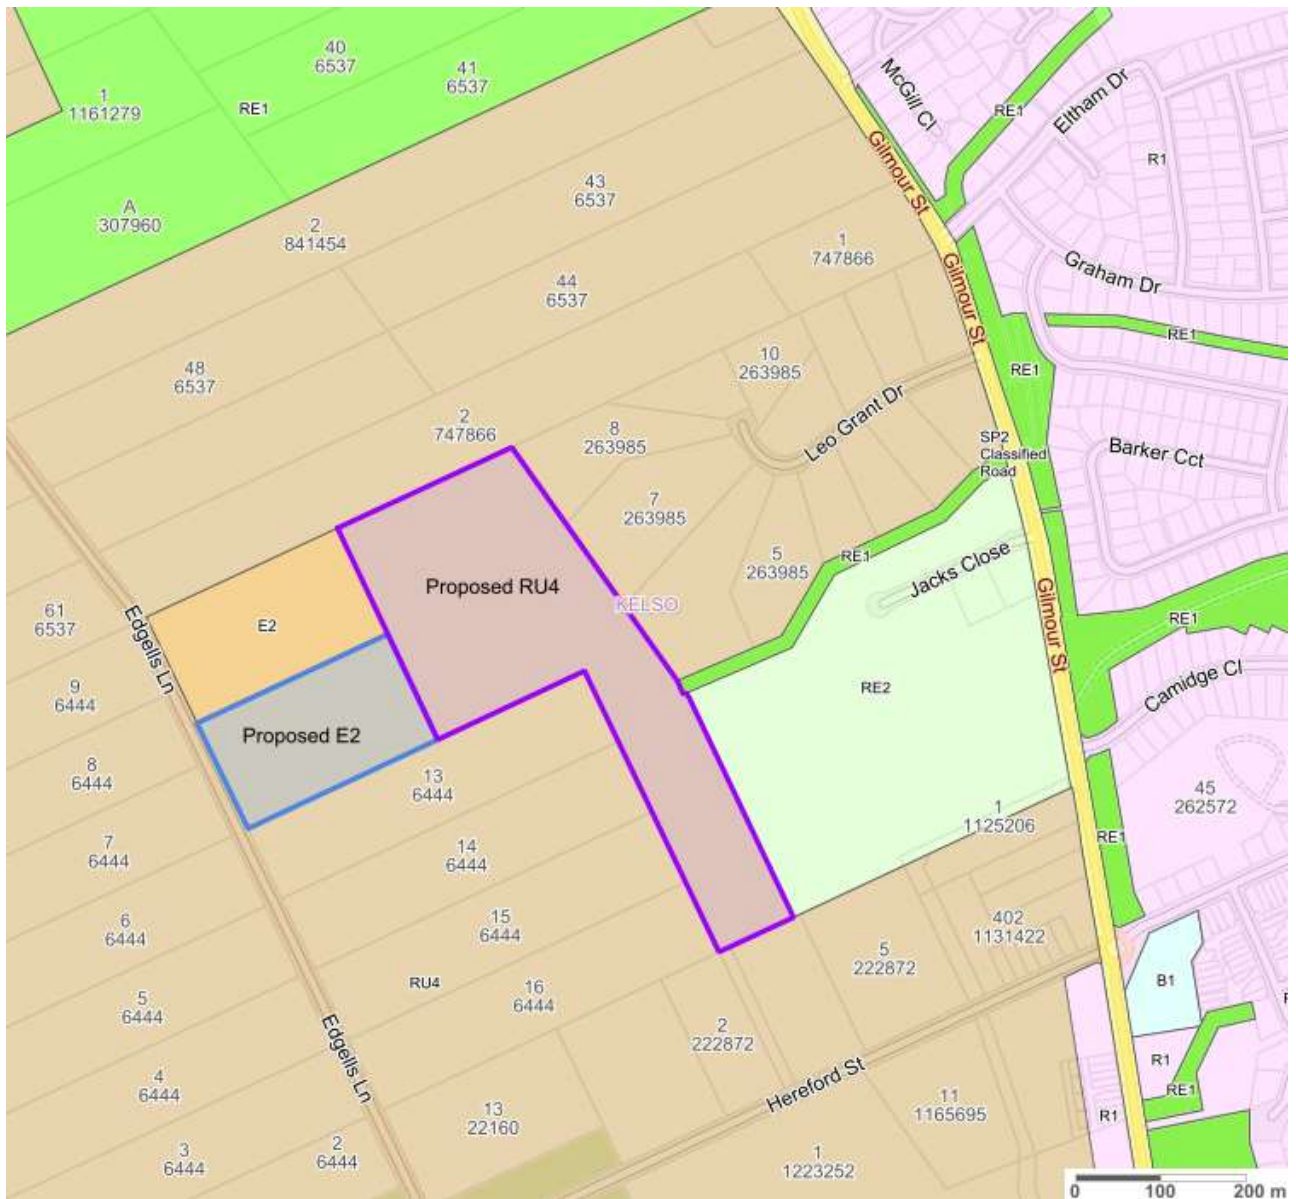 40
6537
41
6537
1
1161279
RE1
McGill Cl
RE1
Eltham Dr
R1
Gilmour St
43
6537
A
307960
2
841454
1
747866
44
6537
Gilmour St
Graham Dr
RE1
RE1
48
6537
10
263985
Leo Grant Dr
2
747866
8
263985
SP2
Classified
Road
Barker Cct
7
263985
5
263985
RE1
Jacks Close
Proposed RU4
KELSO
Gilmour St
RE1
61
6537
Edgells Ln
E2
9
6444
RE2
Camidge Cl
Proposed E2
8
6444
13
6444
45
262572
1
1125206
7
6444
14
6444
RE1
6
6444
15
6444
402
1131422
5
222872
RU4
16
6444
B1
5
6444
2
222872
Edgells Ln
Hereford St
R1
RE1
4
6444
13
22160
11
1165695
R1
3
6444
2
6444
1
1223252
0 100 200 m